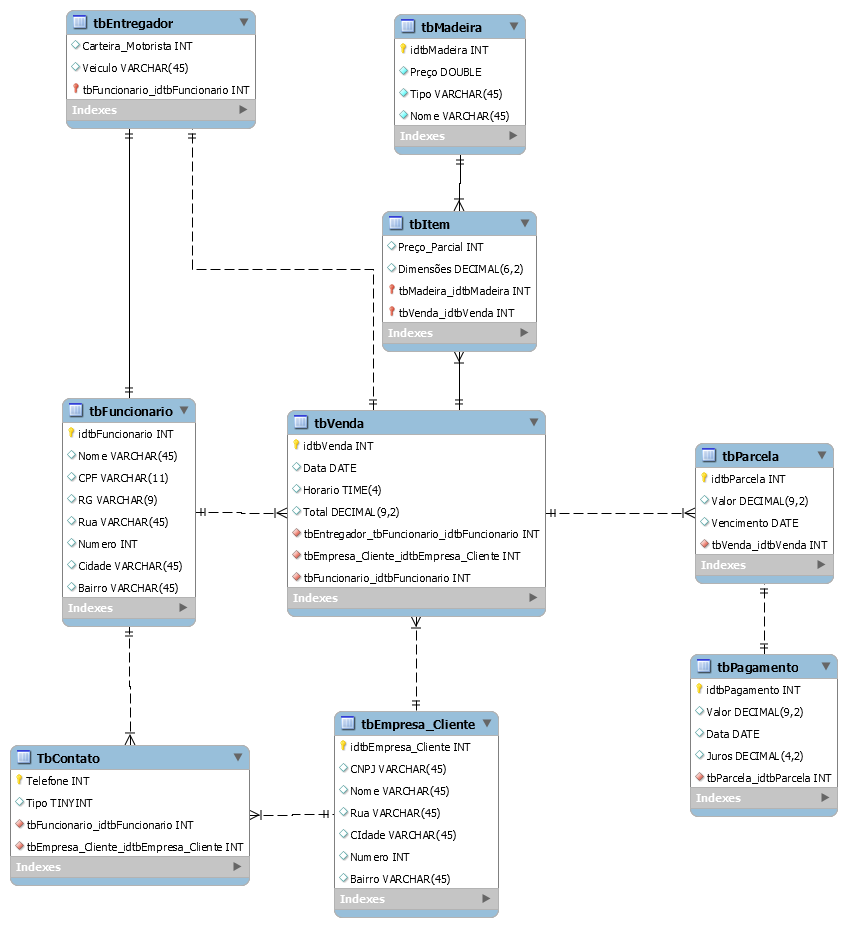 tbEntregador
Carteira_Motorista INT
Veiculo VARCHAR(45)
tbFuncionario_idtbFuncionario INT
Indexes
tbMadeira
idtbMadeira INT
Preço DOUBLE
Tipo VARCHAR(45)
Nome VARCHAR(45)
Indexes
tbItem
Preço_Parcial INT
Dimensões DECIMAL(6,2)
tbMadeira_idtbMadeira INT
tbVenda_idtbVenda INT
Indexes
tbFuncionario
idtbFuncionario INT
Nome VARCHAR(45)
CPF VARCHAR(11)
RG VARCHAR(9)
Rua VARCHAR(45)
Numero INT
Cidade VARCHAR(45)
Bairro VARCHAR(45)
Indexes
tbVenda
idtbVenda INT
Data DATE
Horario TIME(4)
Total DECIMAL(9,2)
tbEntregador_tbFuncionario_idtbFuncionario INT
tbEmpresa_Cliente_idtbEmpresa_Cliente INT
tbFuncionario_idtbFuncionario INT
Indexes
tbParcela
idtbParcela INT
Valor DECIMAL(9,2)
Vencimento DATE
tbVenda_idtbVenda INT
Indexes
tbPagamento
idtbPagamento INT
Valor DECIMAL(9,2)
Data DATE
Juros DECIMAL(4,2)
tbParcela_idtbParcela INT
Indexes
TbContato
Telefone INT
Tipo TINYINT
tbFuncionario_idtbFuncionario INT
tbEmpresa_Cliente_idtbEmpresa_Cliente INT
Indexes
tbEmpresa_Cliente
idtbEmpresa_Cliente INT
CNPJ VARCHAR(45)
Nome VARCHAR(45)
Rua VARCHAR(45)
CIdade VARCHAR(45)
Numero INT
Bairro VARCHAR(45)
Indexes